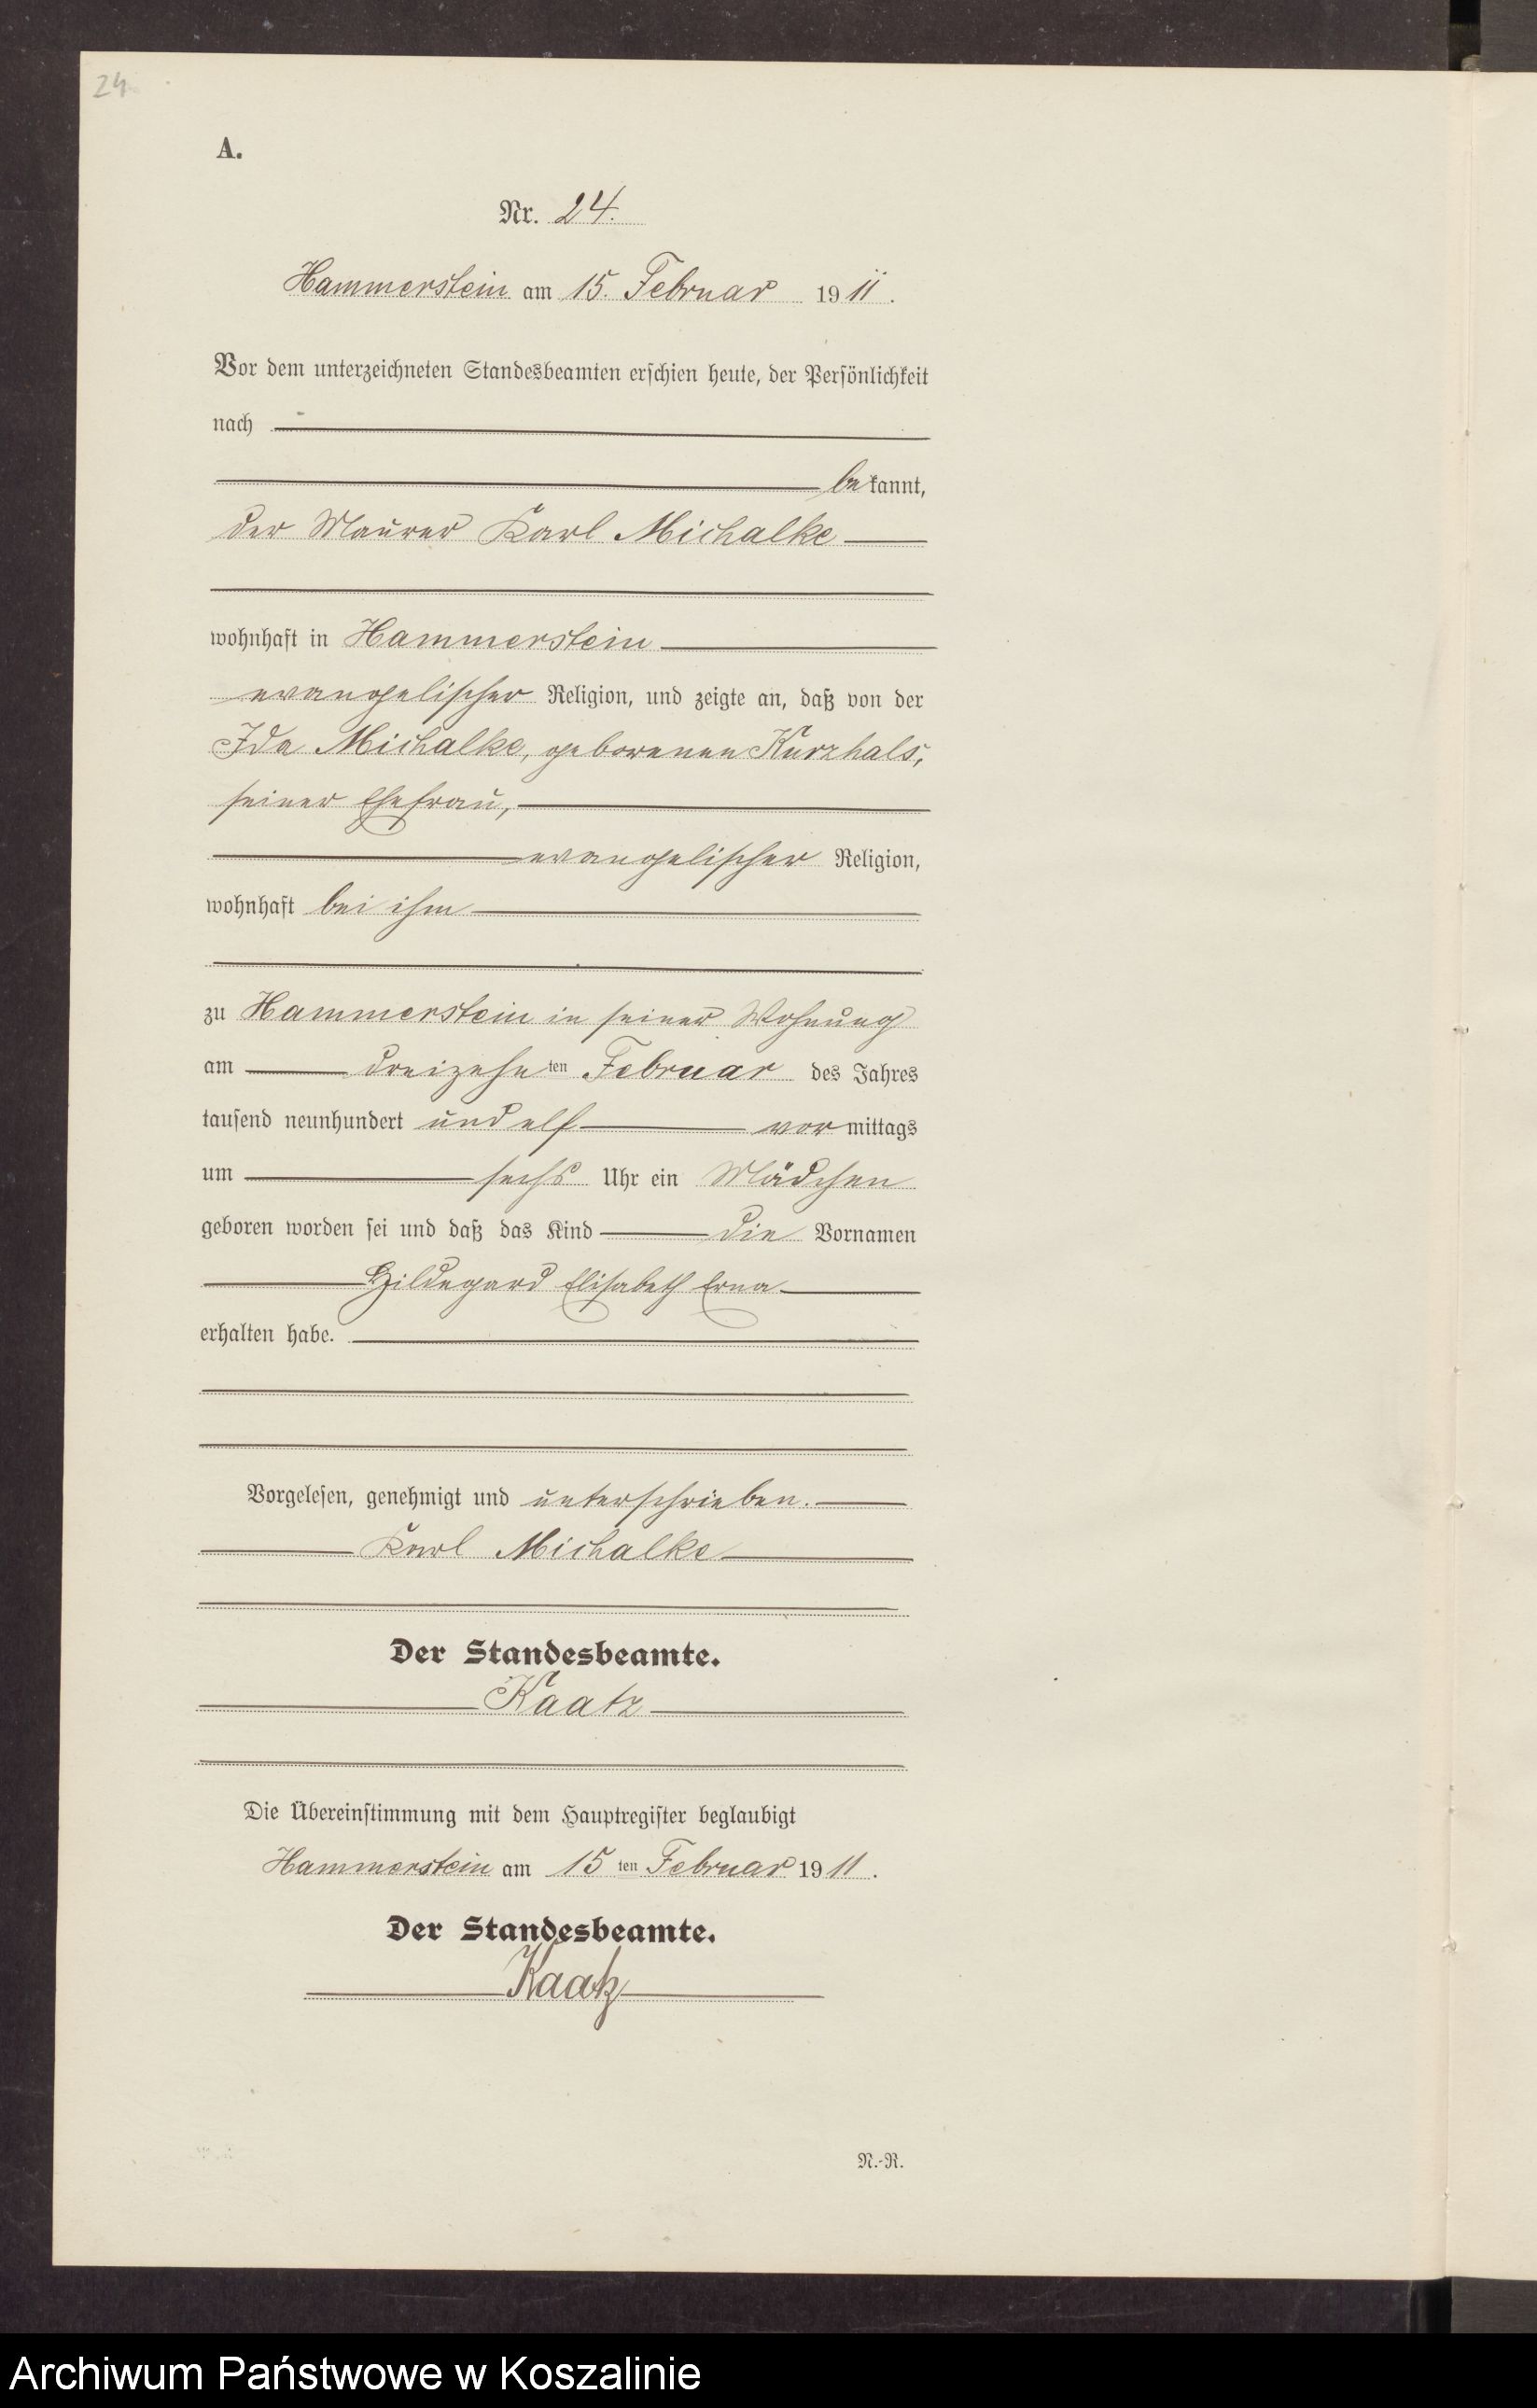 24
A.
Nr. 24.
Hammerstein am 15. Februar 1911.
Vor dem unterzeichneten Standesbeamten erschien heute, der Persönlichkeit
nach
bekannt,
der Maurer Karl Michalke
wohnhaft in Hammerstein
evangelischer Religion, und zeigte an, daß von der
Ida Michalke, geborenen Kurzhals,
seiner Ehefrau,
evangelischer Religion,
wohnhaft bei ihm
zu Hammerstein in seiner Wohnung
am dreizehnten Februar des Jahres
tausend neunhundert und elf vormittags
um sechs Uhr ein Mädchen
geboren worden sei und daß das Kind die Vornamen
Hildegard Elisabeth Erna
erhalten habe.
Vorgelesen, genehmigt und unterschrieben.
Karl Michalke
Der Standesbeamte.
Kaatz
Die Übereinstimmung mit dem Hauptregister beglaubigt
Hammerstein am 15ten Februar 1911.
Der Standesbeamte.
Kaatz
N.-R.
Archiwum Państwowe w Koszalinie